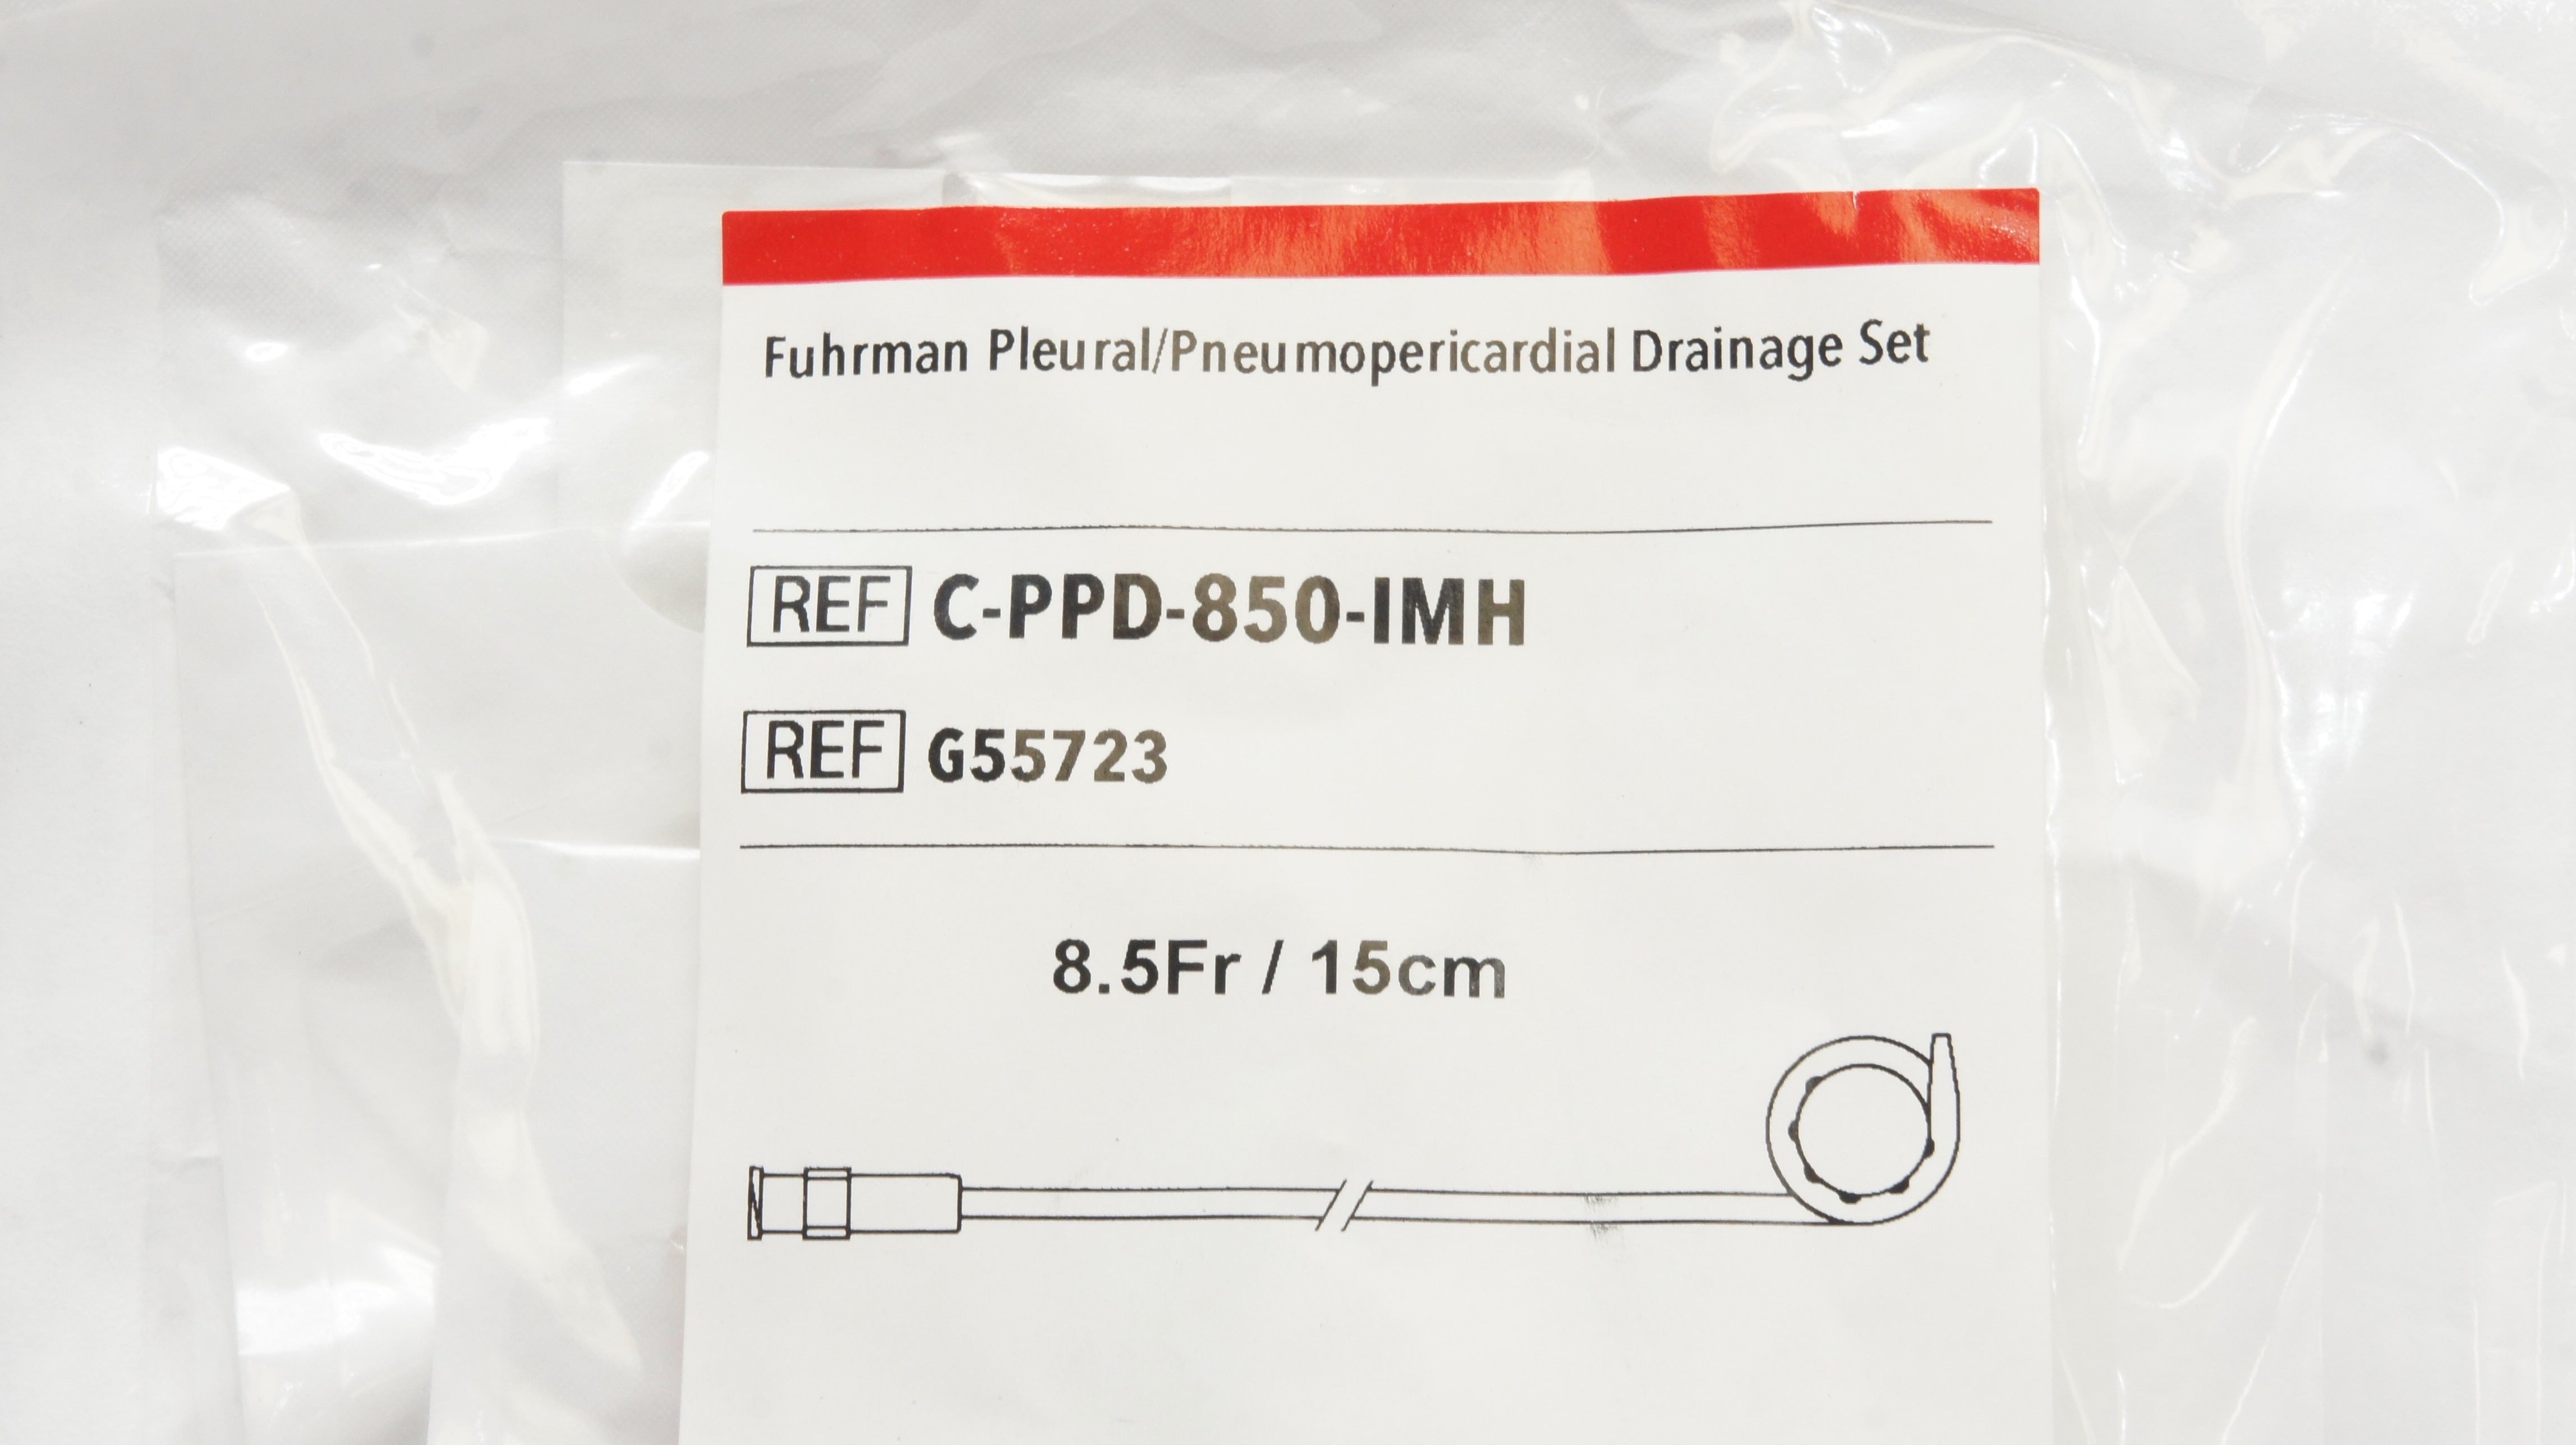 Fuhrman Pleural/Pneumopericardial Drainage Set
REF C-PPD-850-IMH
REF G55723
8.5Fr / 15cm